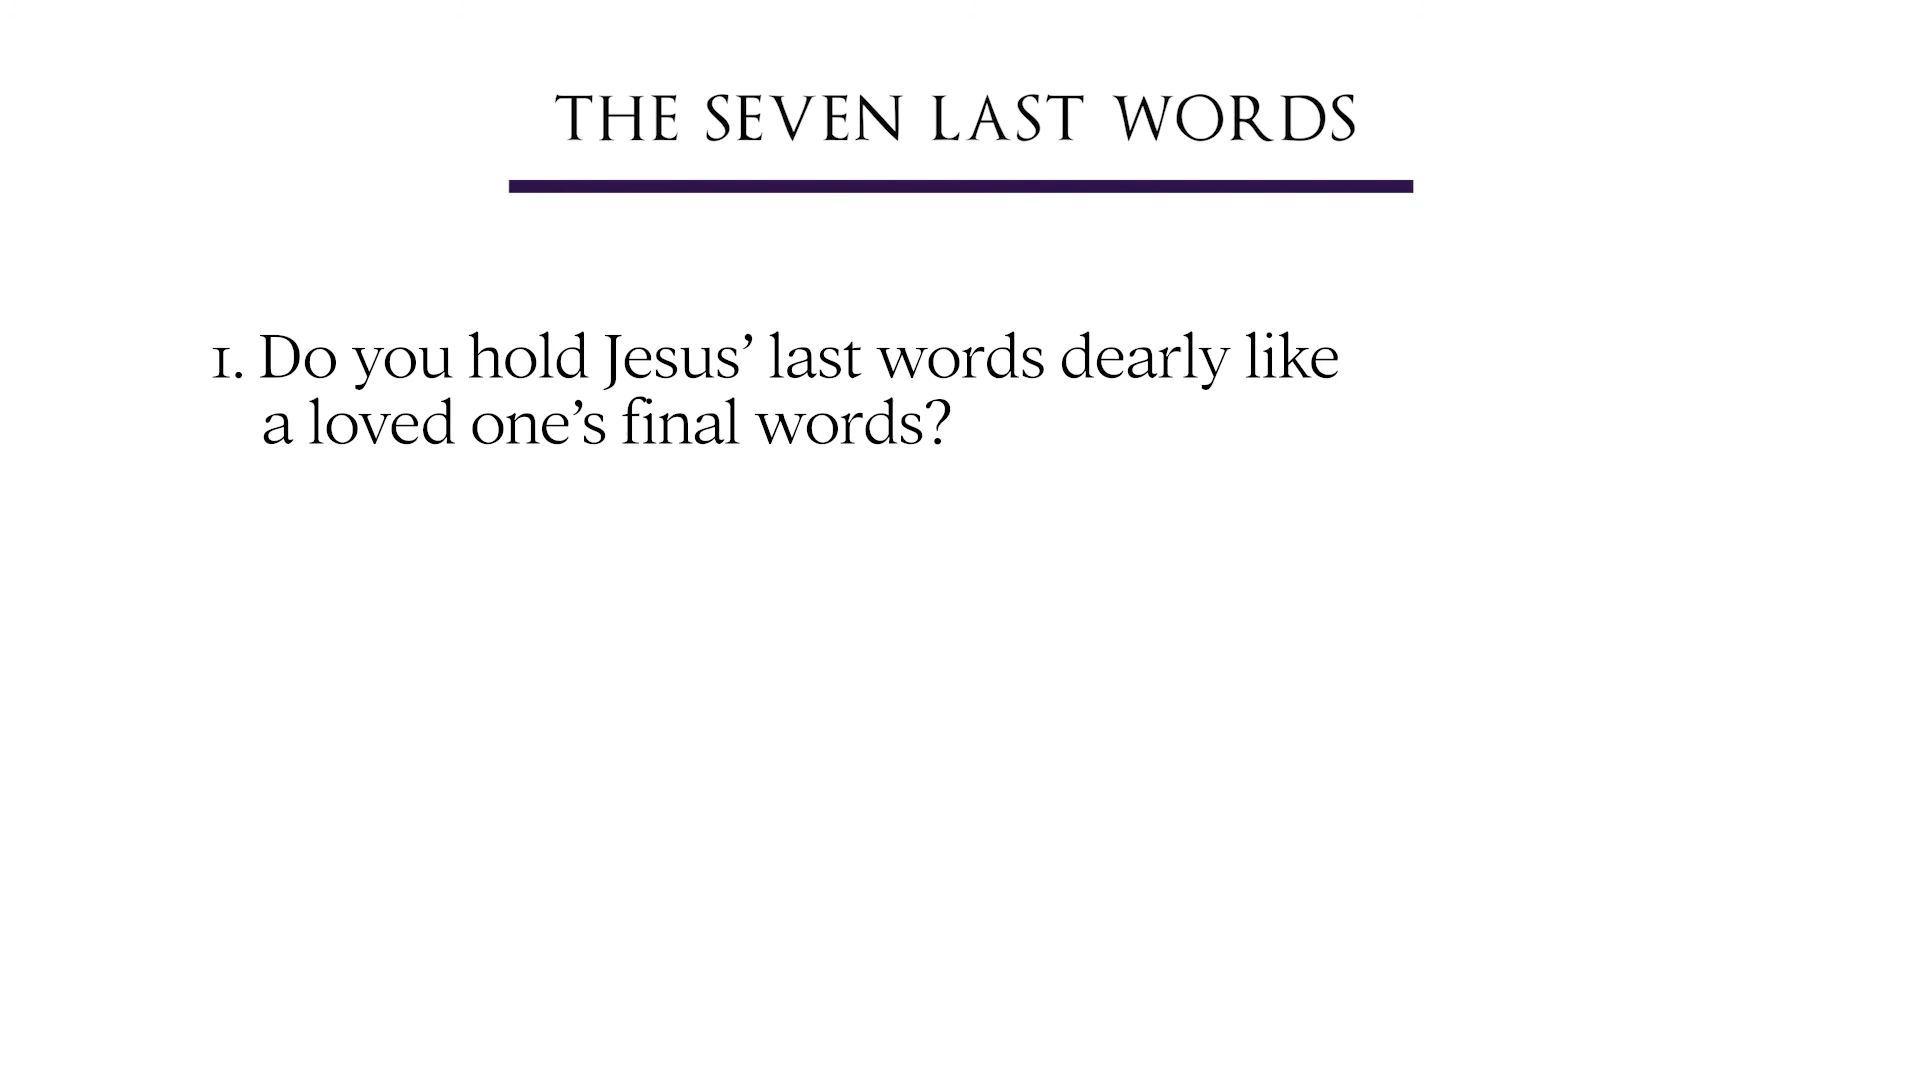 THE SEVEN LAST WORDS
1. Do you hold Jesus’ last words dearly like
a loved one’s final words?